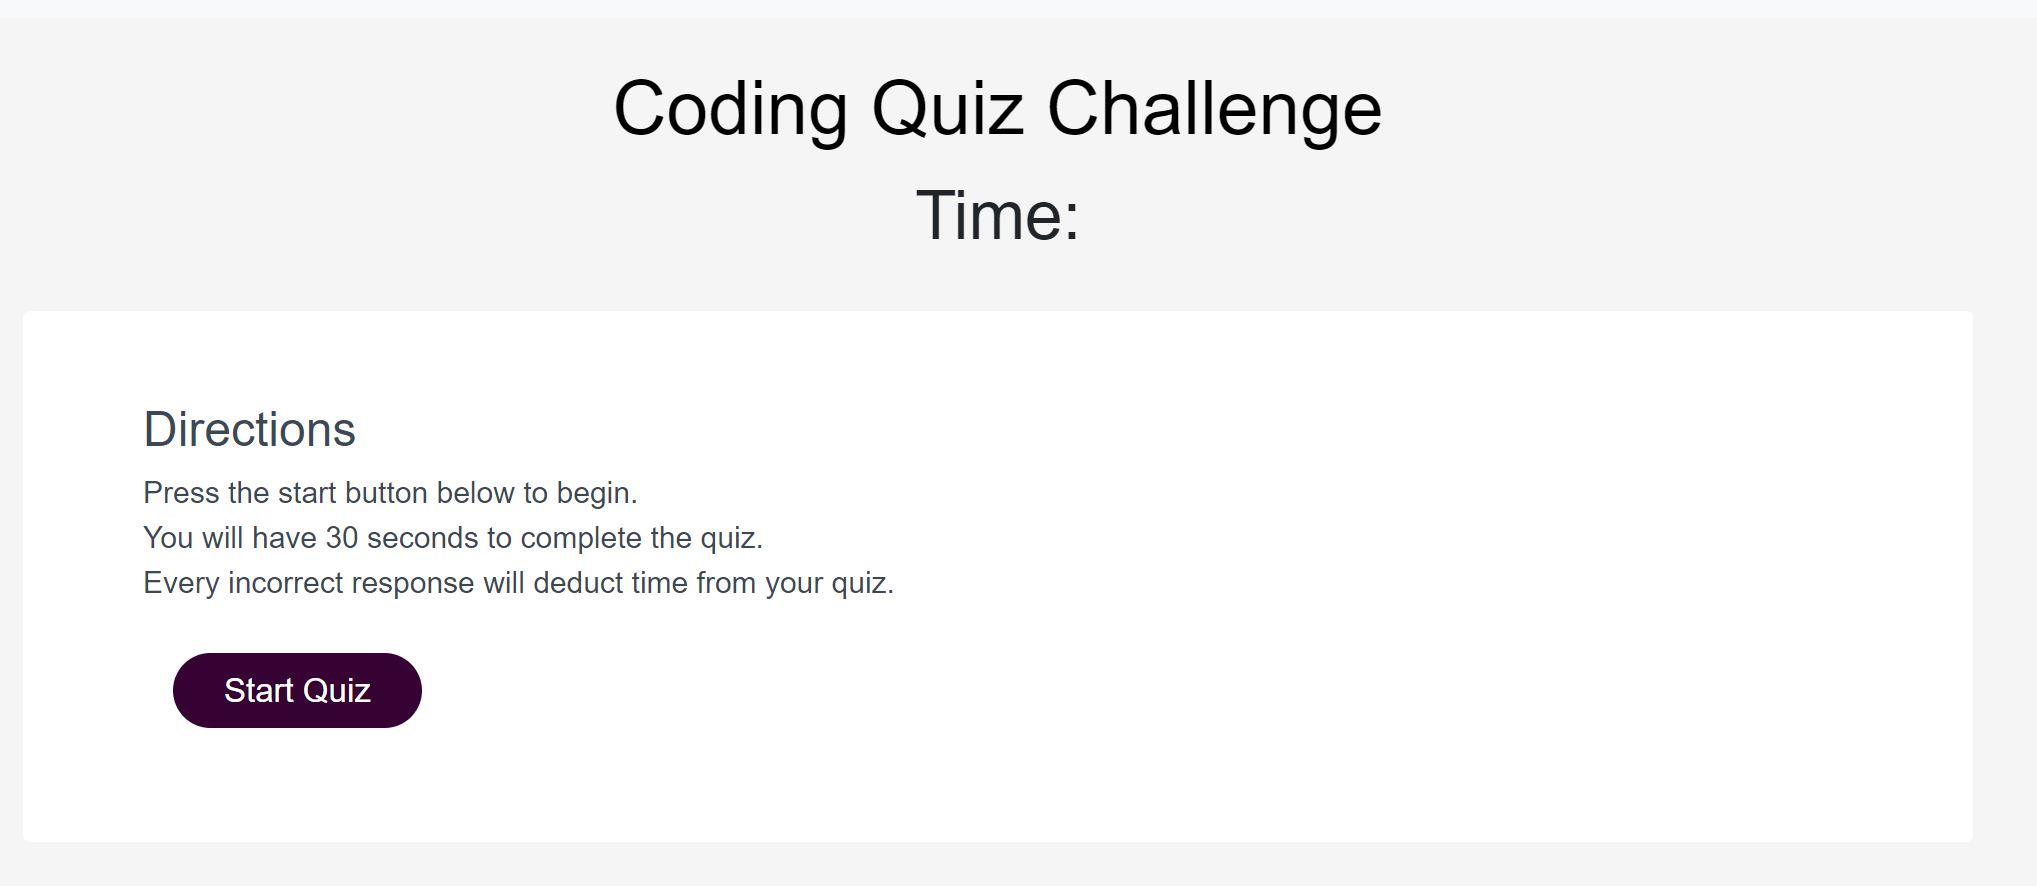 Coding Quiz Challenge
Time:
Directions
Press the start button below to begin.
You will have 30 seconds to complete the quiz.
Every incorrect response will deduct time from your quiz.
Start Quiz